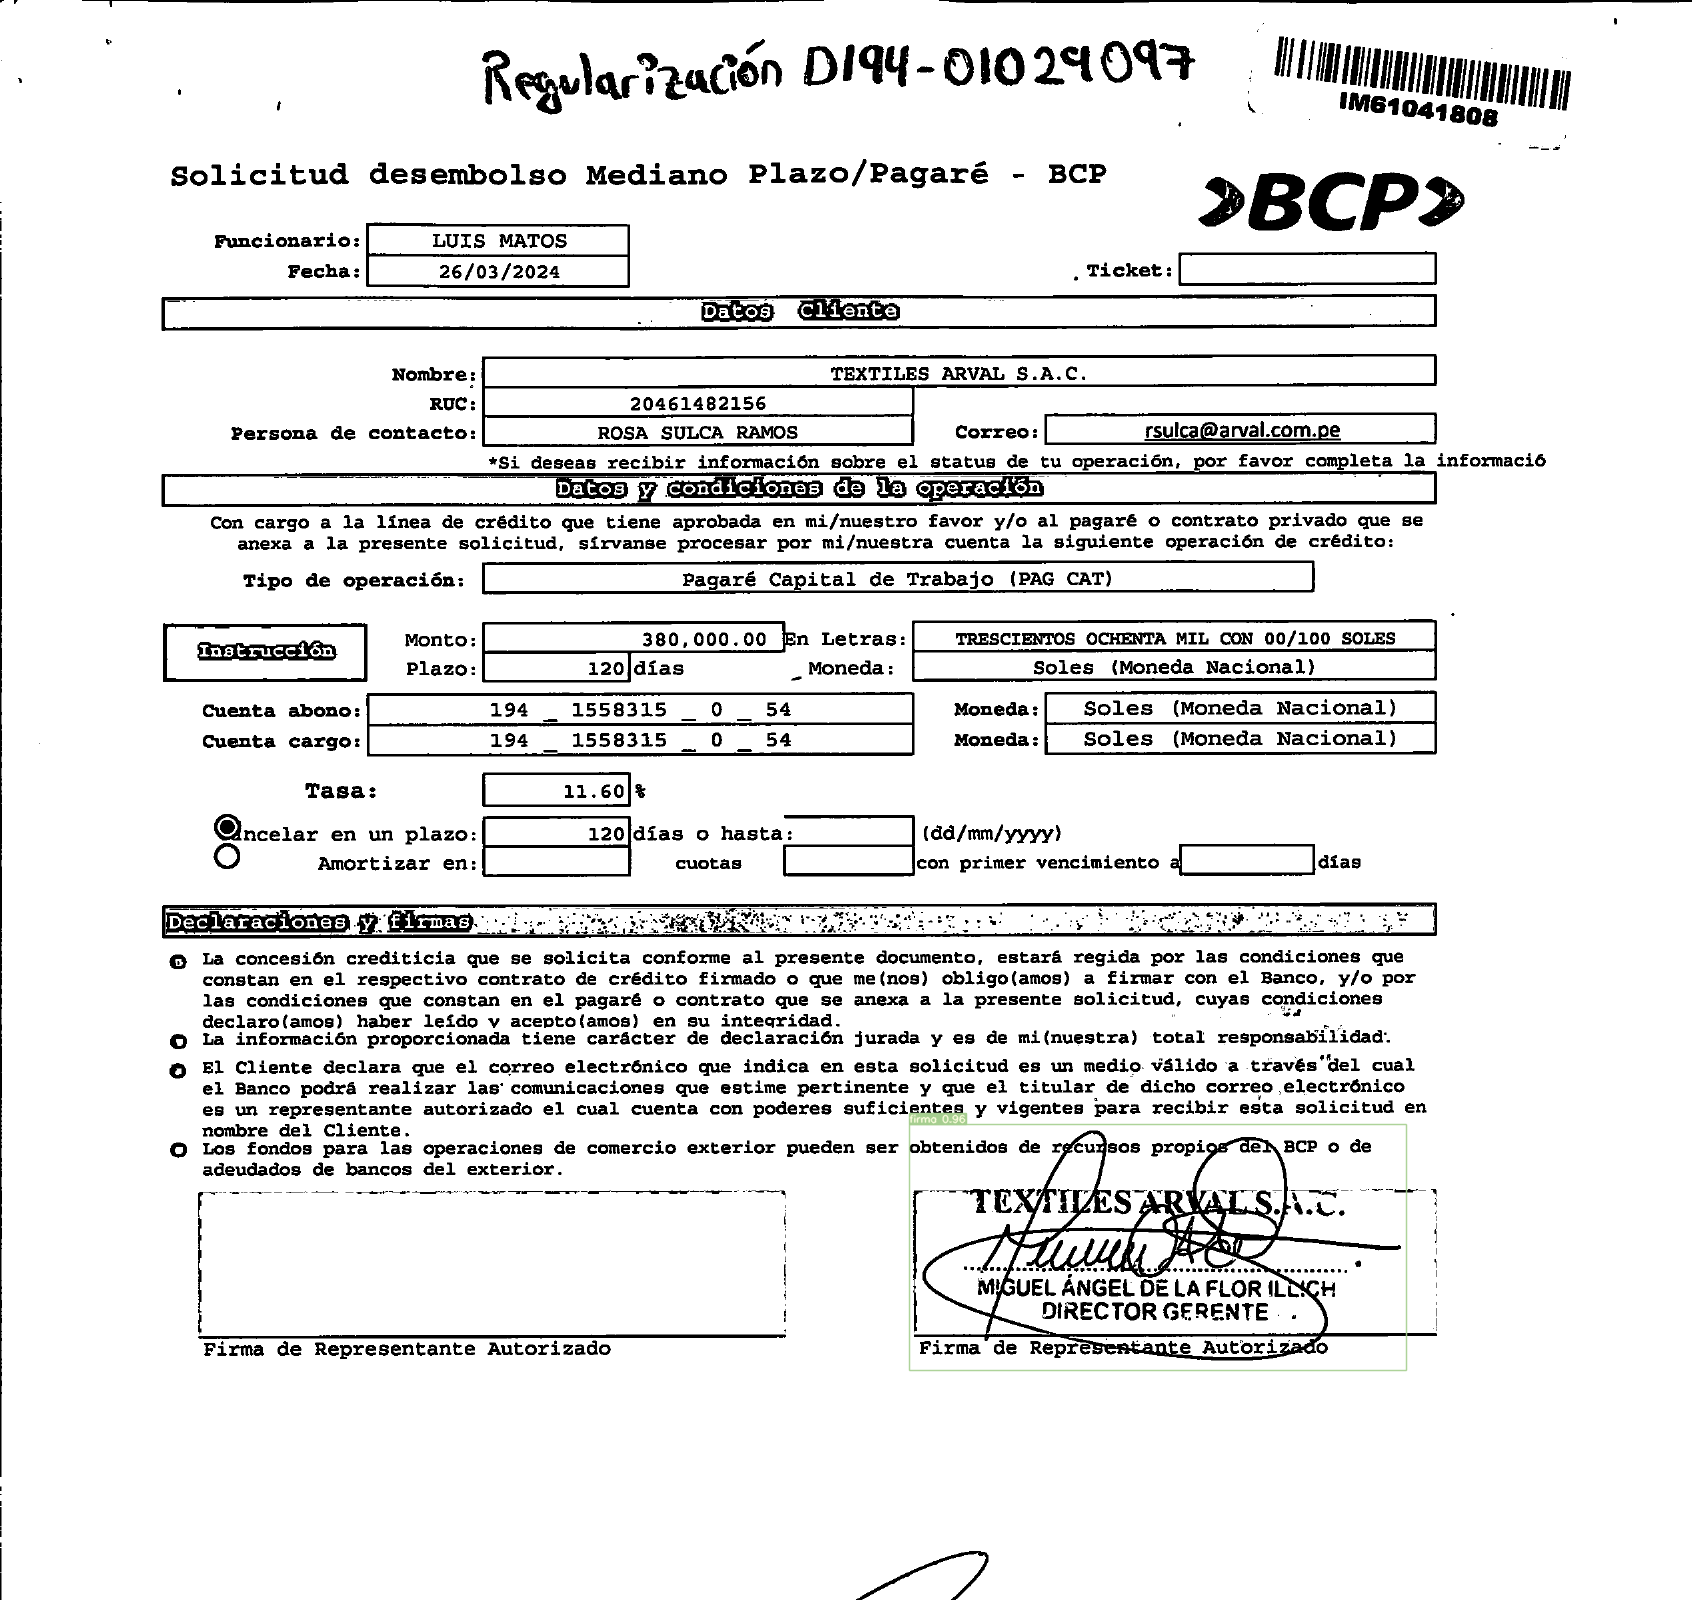 Regularización D194-01029097
IM61041808
Solicitud desembolso Mediano Plazo/Pagaré - BCP
BCP
Funcionario: LUIS MATOS
Fecha: 26/03/2024
Ticket:
Datos Cliente
Nombre: TEXTILES ARVAL S.A.C.
RUC: 20461482156
Persona de contacto: ROSA SULCA RAMOS Correo: rsulca@arval.com.pe
*Si deseas recibir información sobre el status de tu operación, por favor completa la informació
Datos y condiciones de la operación
Con cargo a la línea de crédito que tiene aprobada en mi/nuestro favor y/o al pagaré o contrato privado que se
anexa a la presente solicitud, sírvanse procesar por mi/nuestra cuenta la siguiente operación de crédito:
Tipo de operación: Pagaré Capital de Trabajo (PAG CAT)
Instrucción
Monto: 380,000.00 En Letras: TRESCIENTOS OCHENTA MIL CON 00/100 SOLES
Plazo: 120 días Moneda: Soles (Moneda Nacional)
Cuenta abono: 194 _ 1558315 _ 0 _ 54 Moneda: Soles (Moneda Nacional)
Cuenta cargo: 194 _ 1558315 _ 0 _ 54 Moneda: Soles (Moneda Nacional)
Tasa: 11.60 %
ncelar en un plazo: 120 días o hasta: (dd/mm/yyyy)
Amortizar en: cuotas con primer vencimiento a días
Declaraciones y firmas
La concesión crediticia que se solicita conforme al presente documento, estará regida por las condiciones que
constan en el respectivo contrato de crédito firmado o que me(nos) obligo(amos) a firmar con el Banco, y/o por
las condiciones que constan en el pagaré o contrato que se anexa a la presente solicitud, cuyas condiciones
declaro(amos) haber leído y acepto(amos) en su integridad.
La información proporcionada tiene carácter de declaración jurada y es de mi(nuestra) total responsabilidad.
El Cliente declara que el correo electrónico que indica en esta solicitud es un medio válido a través del cual
el Banco podrá realizar las comunicaciones que estime pertinente y que el titular de dicho correo electrónico
es un representante autorizado el cual cuenta con poderes suficientes y vigentes para recibir esta solicitud en
nombre del Cliente.
firma 0.96
Los fondos para las operaciones de comercio exterior pueden ser obtenidos de recursos propios del BCP o de
adeudados de bancos del exterior.
TEXTILES ARVAL S.A.C.
MIGUEL ÁNGEL DE LA FLOR ILLICH
DIRECTOR GERENTE
Firma de Representante Autorizado
Firma de Representante Autorizado